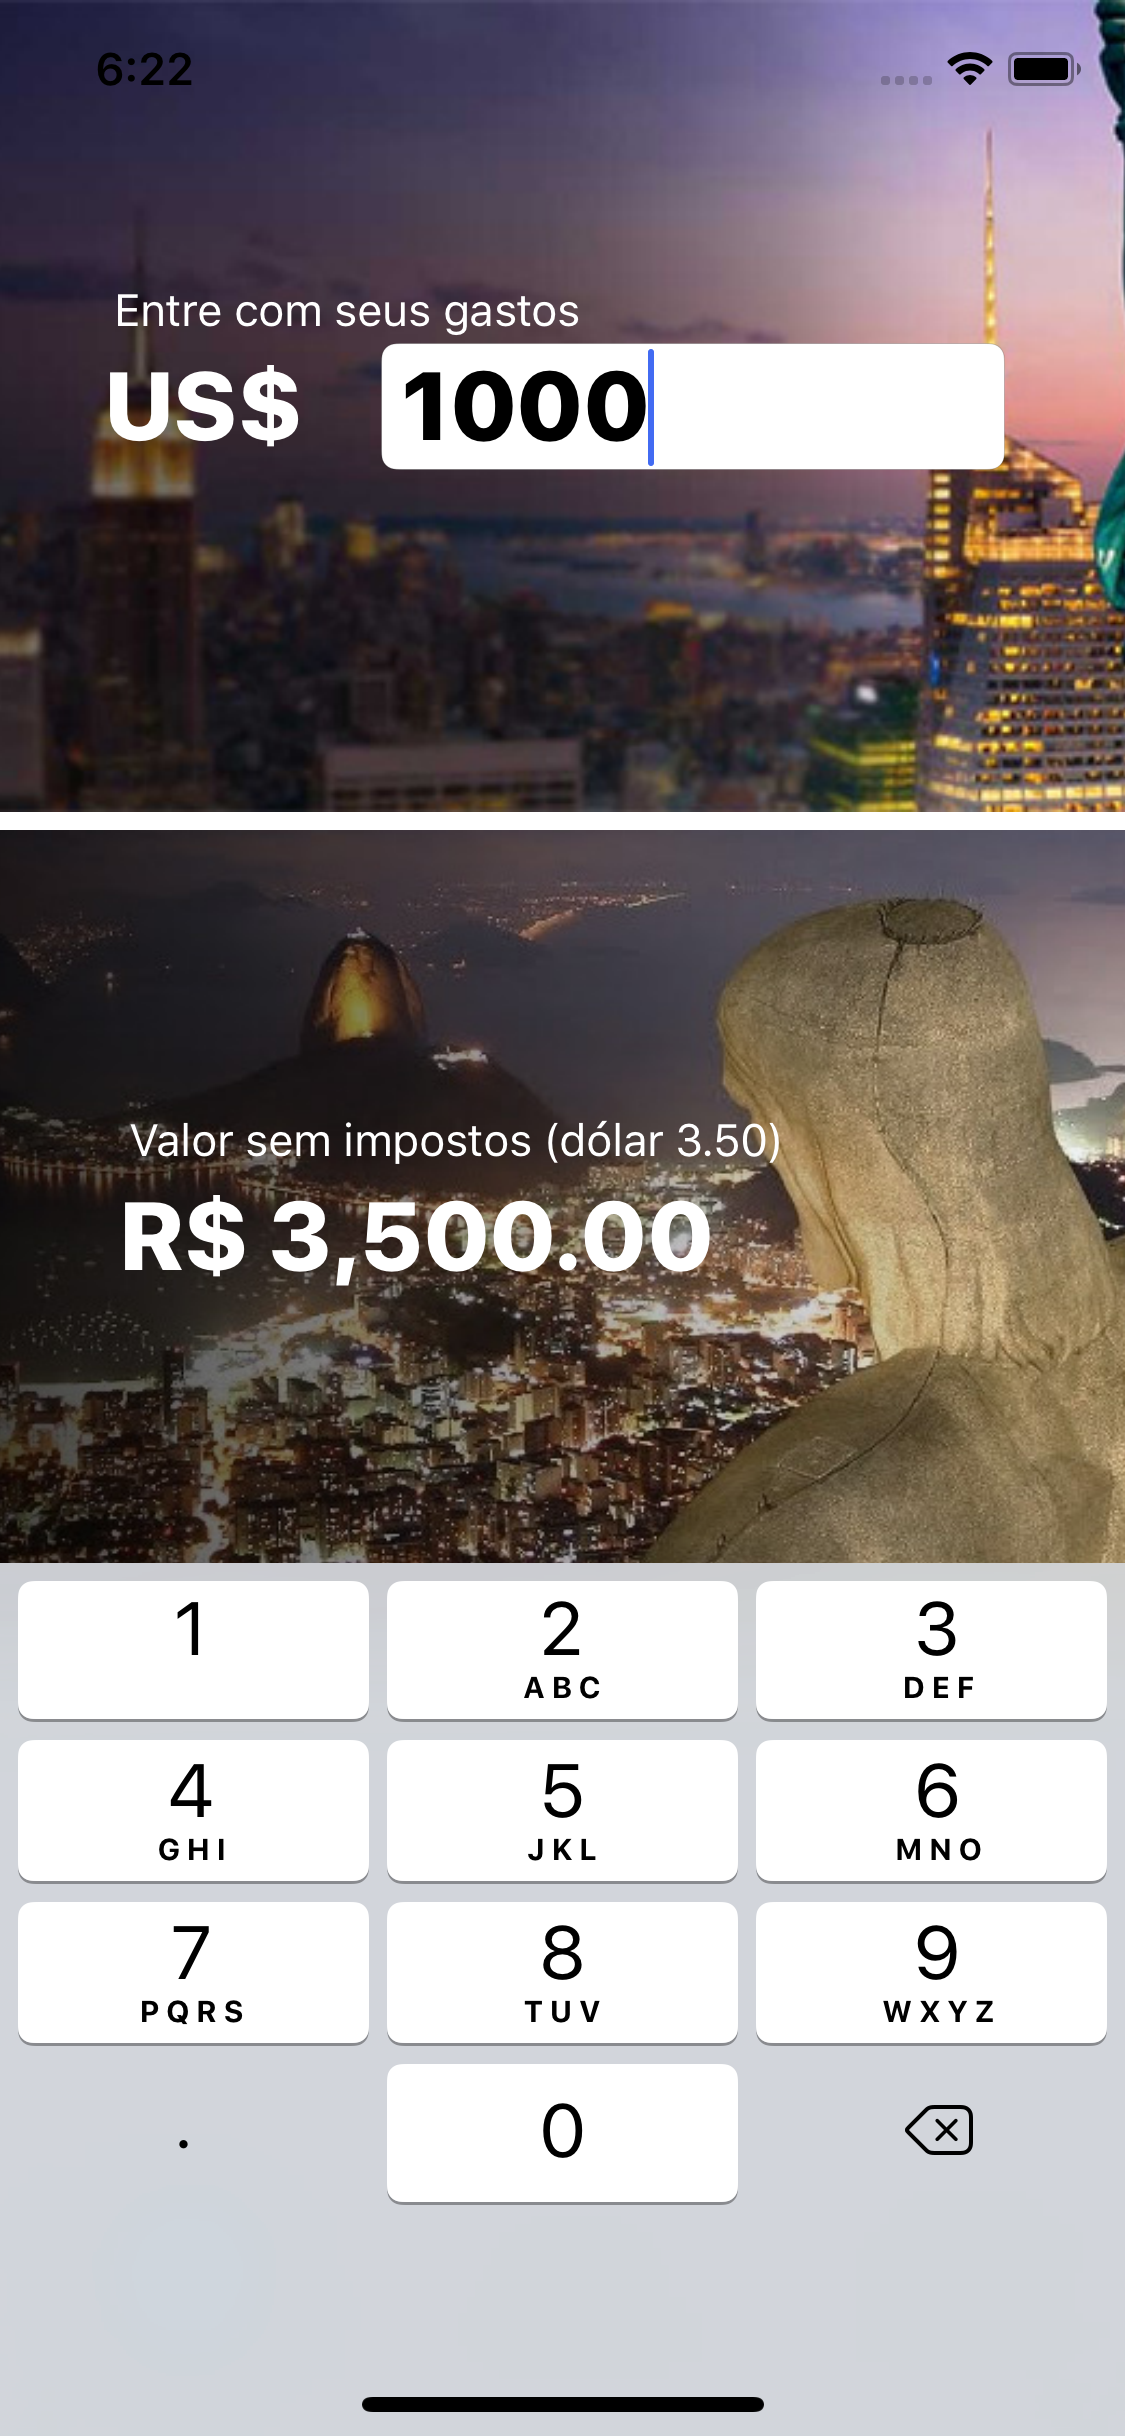 6:22
Entre com seus gastos
US$ 1000
Valor sem impostos (dólar 3.50)
R$ 3,500.00
1 2 3
ABC DEF
4 5 6
GHI JKL MNO
7 8 9
PQRS TUV WXYZ
. 0